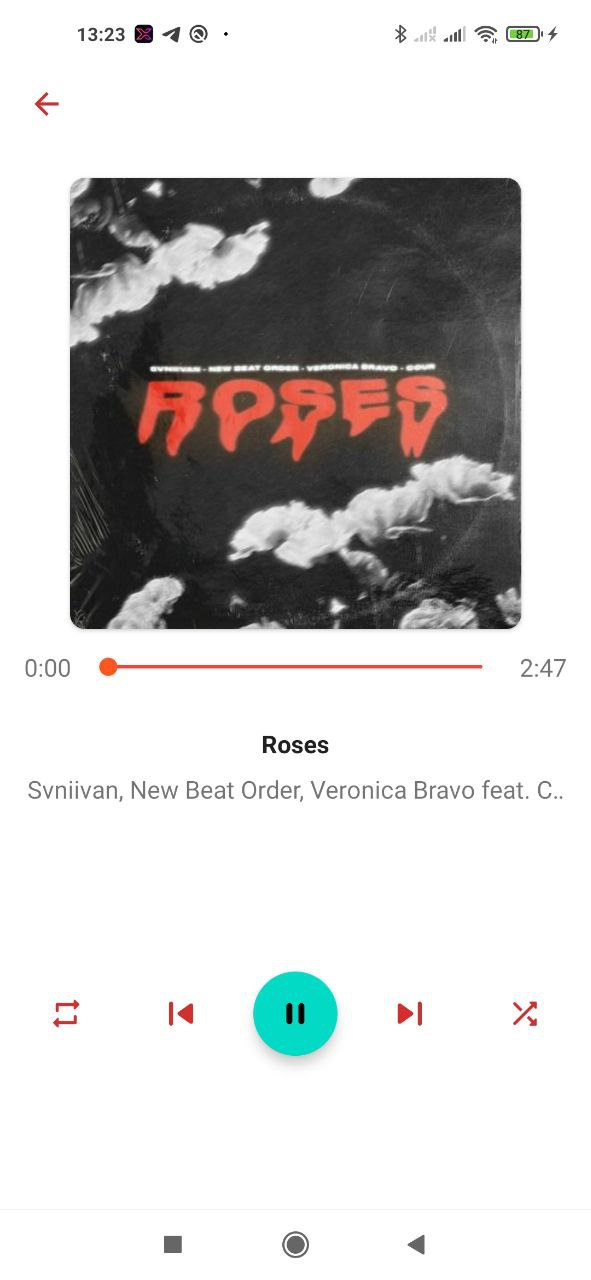 13:23
87
SVNIIVAN - NEW BEAT ORDER - VERONICA BRAVO - COUR
ROSES
0:00
2:47
Roses
Svniivan, New Beat Order, Veronica Bravo feat. C..